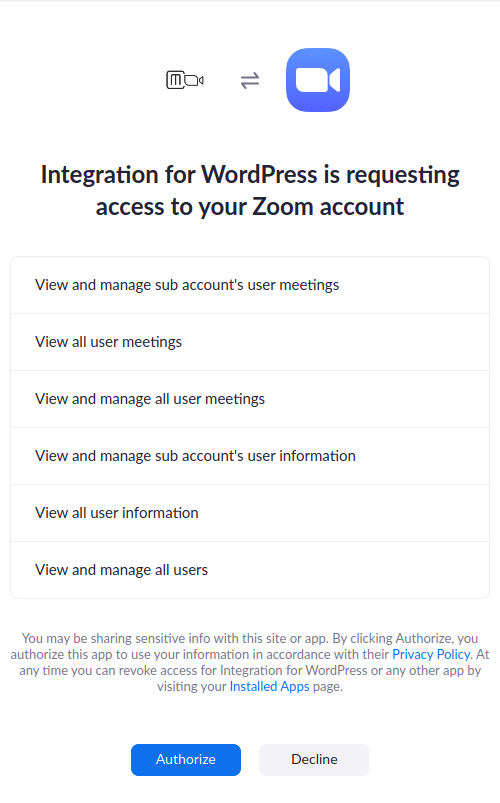 Integration for WordPress is requesting
access to your Zoom account
View and manage sub account's user meetings
View all user meetings
View and manage all user meetings
View and manage sub account's user information
View all user information
View and manage all users
You may be sharing sensitive info with this site or app. By clicking Authorize, you
authorize this app to use your information in accordance with their Privacy Policy. At
any time you can revoke access for Integration for WordPress or any other app by
visiting your Installed Apps page.
Authorize
Decline